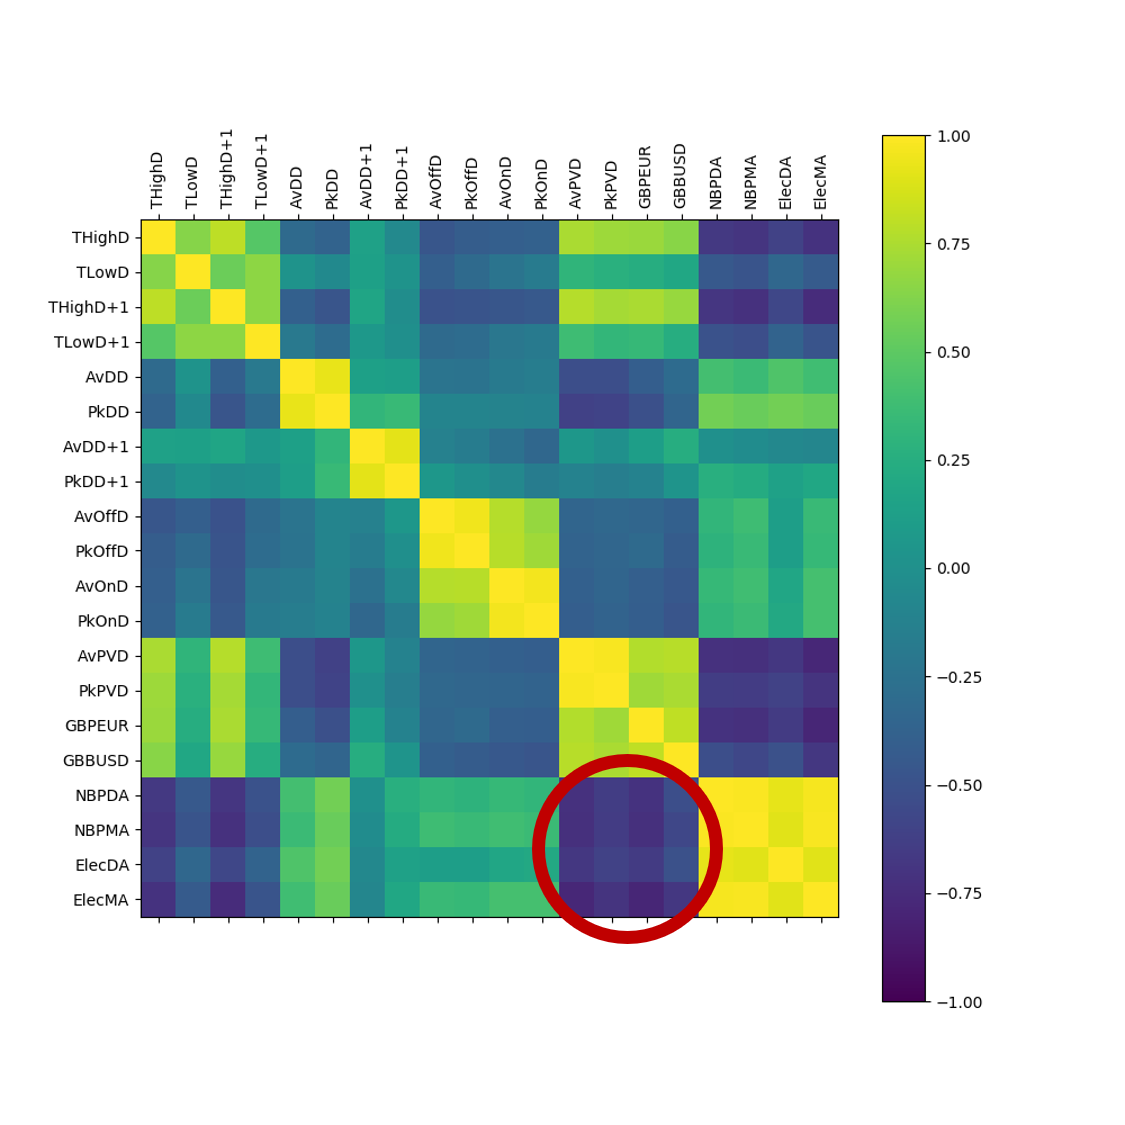 THighD
TLowD
THighD+1
TLowD+1
AvDD
PkDD
AvDD+1
PkDD+1
AvOffD
PkOffD
AvOnD
PkOnD
AvPVD
PkPVD
GBPEUR
GBBUSD
NBPDA
NBPMA
ElecDA
ElecMA
THighD
TLowD
THighD+1
TLowD+1
AvDD
PkDD
AvDD+1
PkDD+1
AvOffD
PkOffD
AvOnD
PkOnD
AvPVD
PkPVD
GBPEUR
GBBUSD
NBPDA
NBPMA
ElecDA
ElecMA
1.00
0.75
0.50
0.25
0.00
−0.25
−0.50
−0.75
−1.00